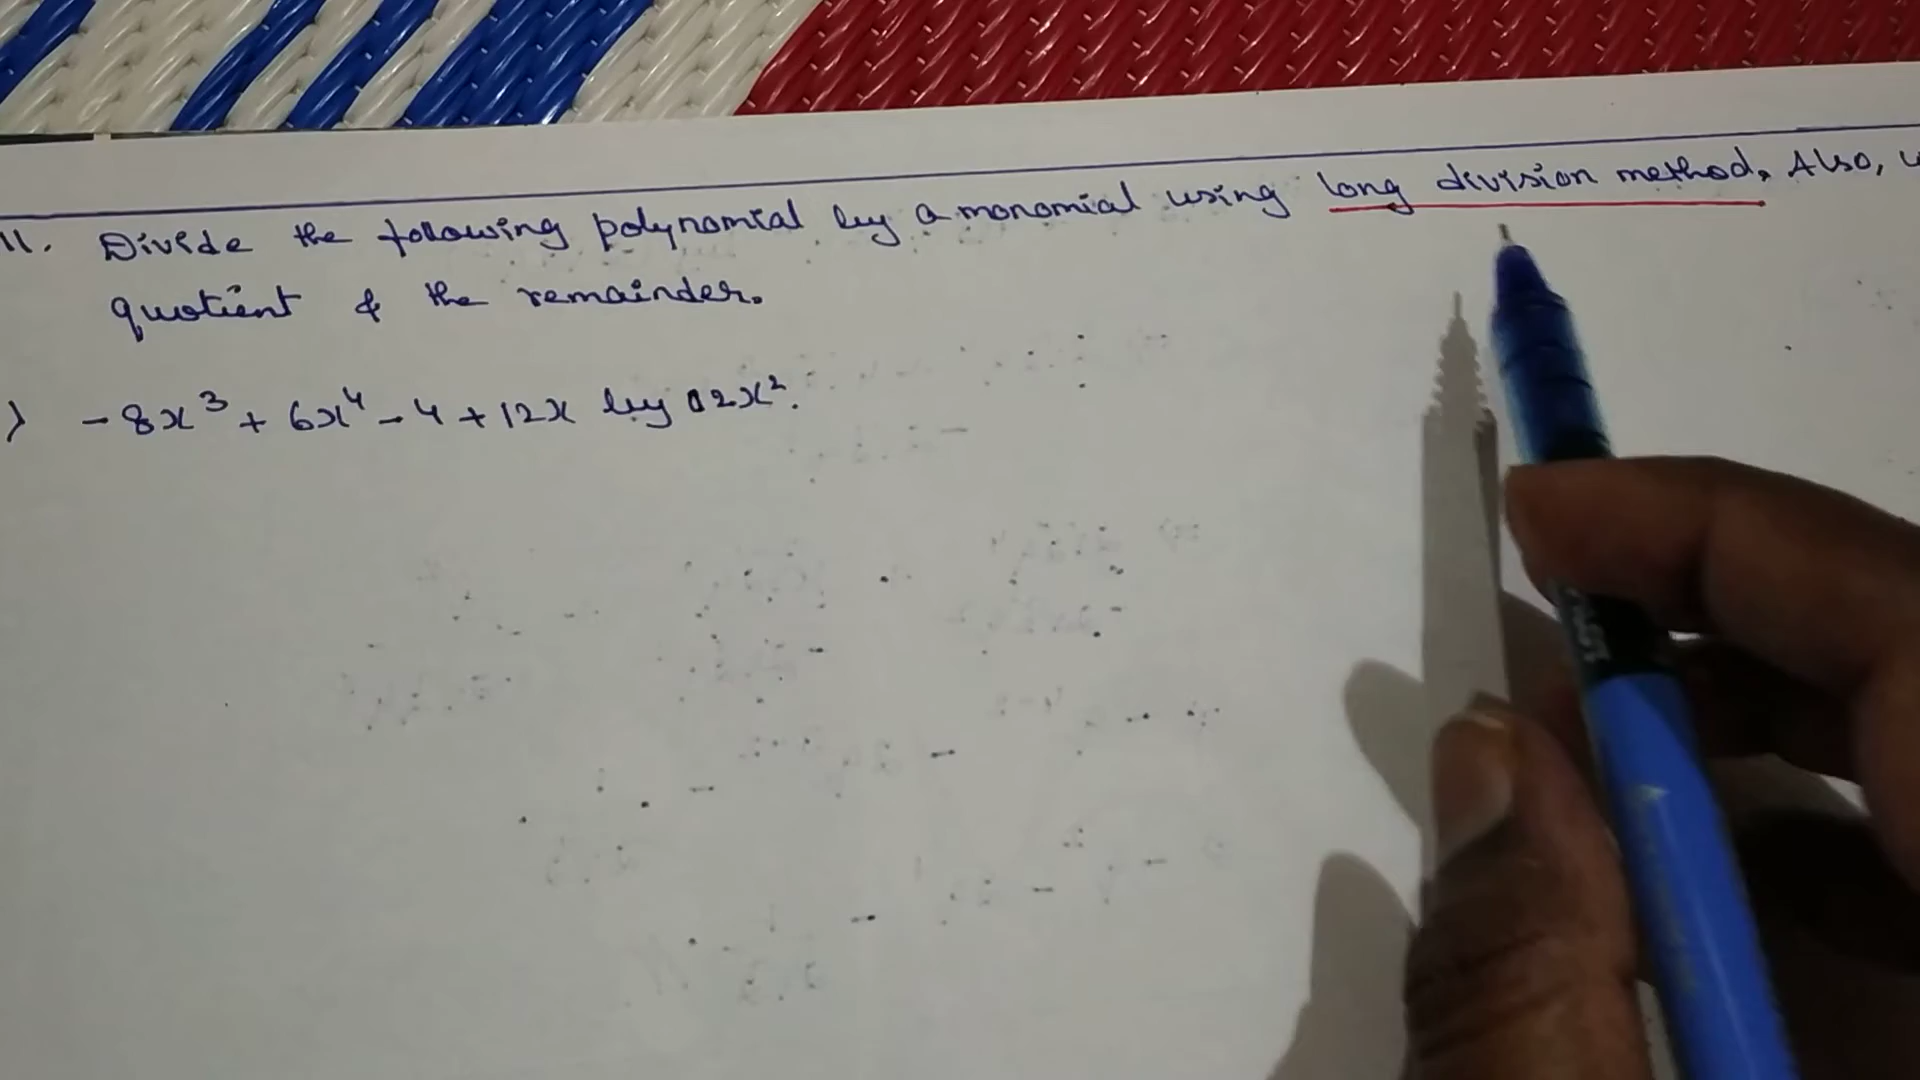 11. Divide the following polynomial by a monomial using long division method. Also,
quotient & the remainder.
) -8x³ + 6x⁴ - 4 + 12x by 2x².